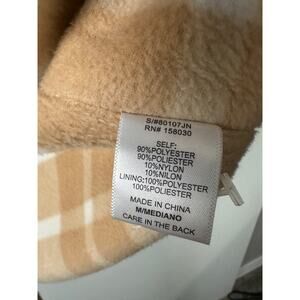 S/#80107JN
RN# 158030
SELF:
90%POLYESTER
90%POLIESTER
10%NYLON
10%NILON
LINING:100%POLYESTER
100%POLIESTER
MADE IN CHINA
M/MEDIANO
CARE IN THE BACK